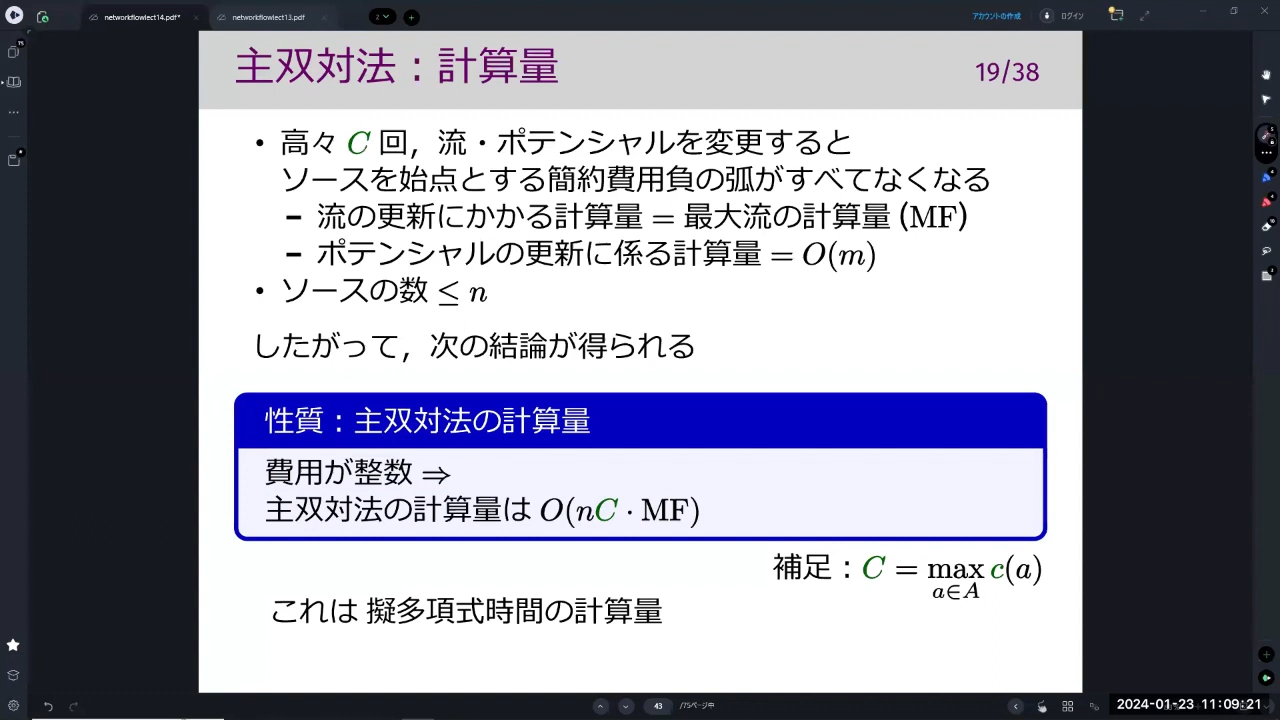 networkflowlect14.pdf*
networkflowlect13.pdf
2
アカウントの作成
ログイン
主双対法：計算量
19/38
• 高々 C 回，流・ポテンシャルを変更すると
ソースを始点とする簡約費用負の弧がすべてなくなる
– 流の更新にかかる計算量 = 最大流の計算量 (MF)
– ポテンシャルの更新に係る計算量 = O(m)
• ソースの数 ≤ n
したがって，次の結論が得られる
性質：主双対法の計算量
費用が整数 ⇒
主双対法の計算量は O(nC · MF)
補足：C = max c(a)
a∈A
これは 擬多項式時間の計算量
43
/75ページ中
2024-01-23 11:09:21